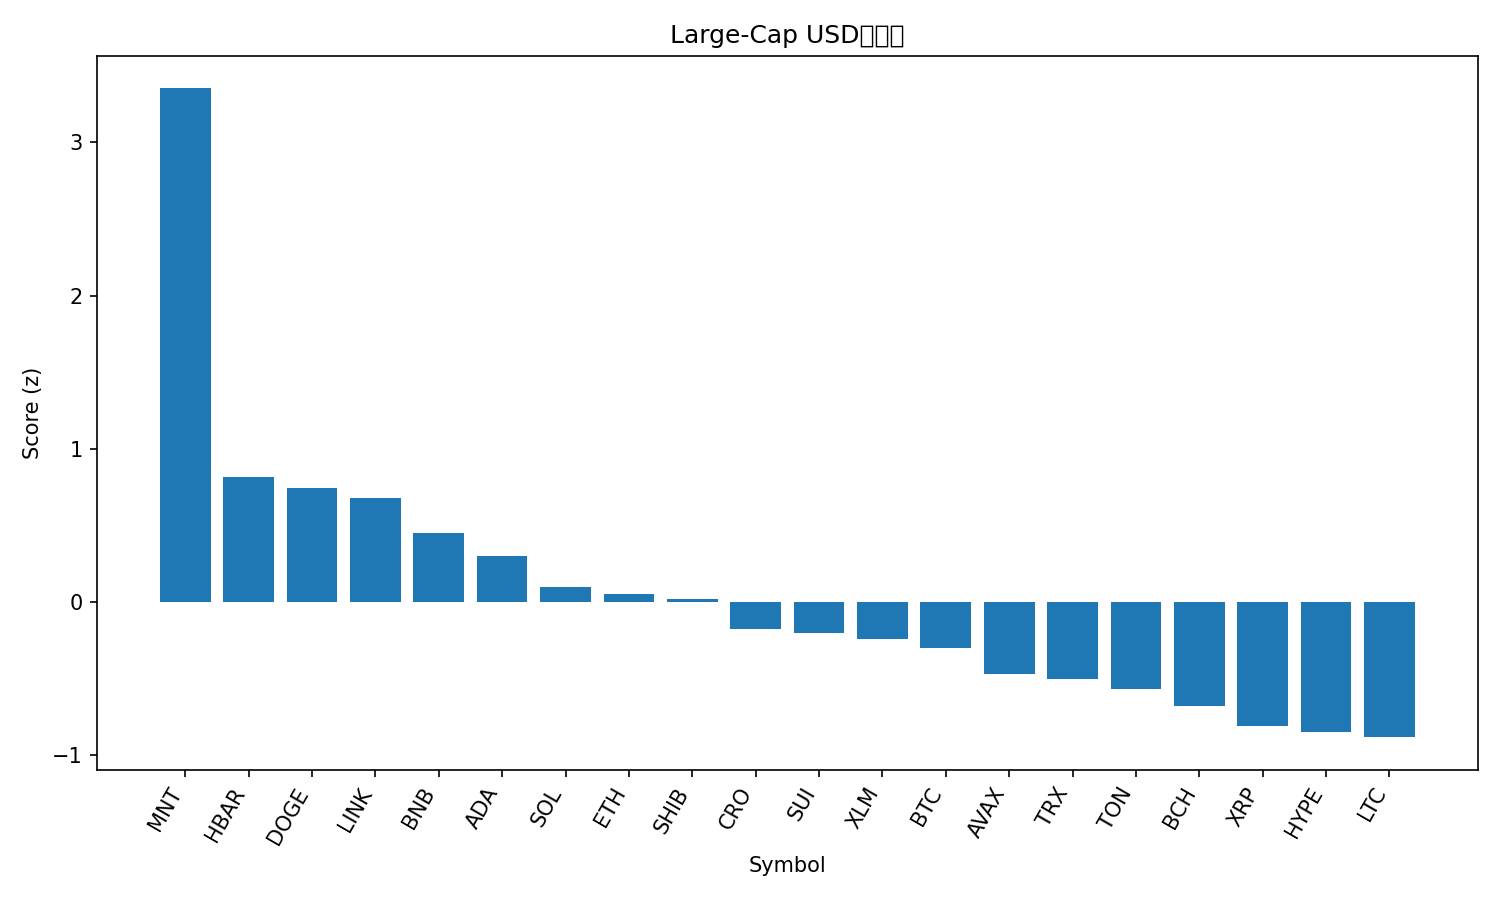 Large-Cap USD
Score (z)
3
2
1
0
−1
MNT
HBAR
DOGE
LINK
BNB
ADA
SOL
ETH
SHIB
CRO
SUI
XLM
BTC
AVAX
TRX
TON
BCH
XRP
HYPE
LTC
Symbol